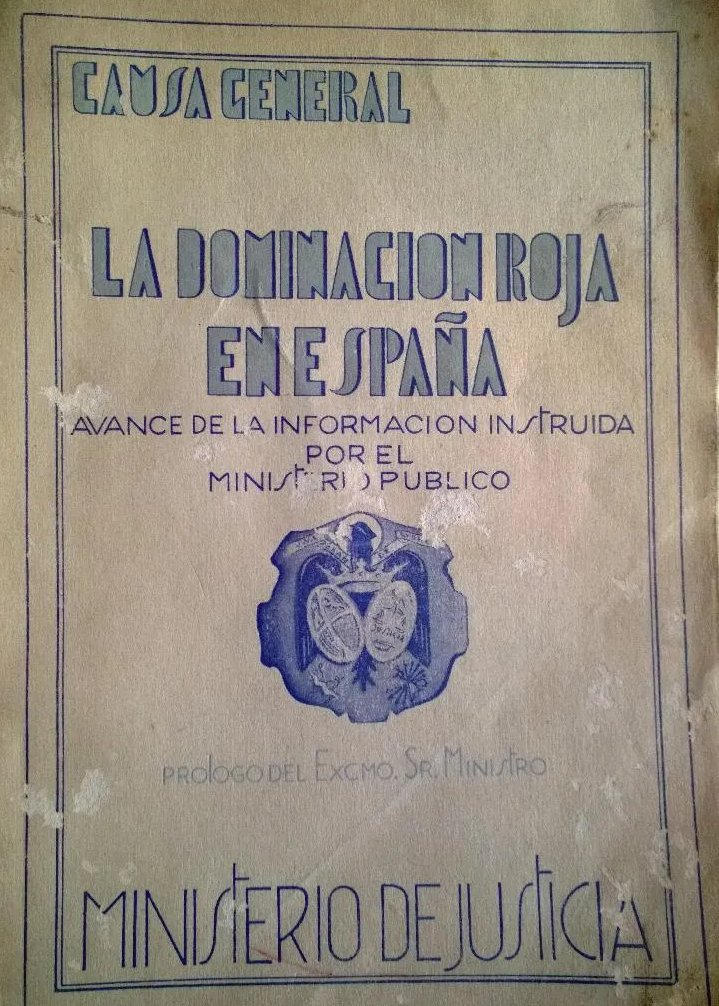 CAUSA GENERAL
LA DOMINACION ROJA
EN ESPAÑA
AVANCE DE LA INFORMACION INSTRUIDA
POR EL
MINISTERIO PUBLICO
PROLOGO DEL EXCMO. SR. MINISTRO
MINISTERIO DE JUSTICIA